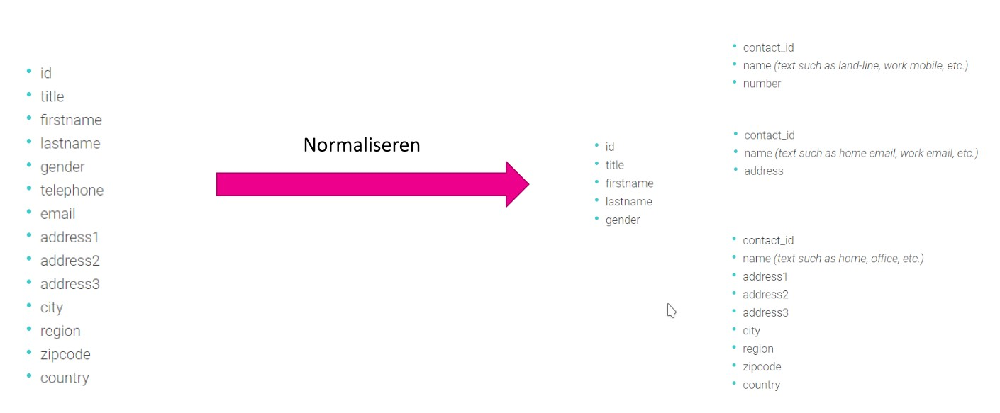 • id
• title
• firstname
• lastname
• gender
• telephone
• email
• address1
• address2
• address3
• city
• region
• zipcode
• country
Normaliseren
• id
• title
• firstname
• lastname
• gender
• contact_id
• name (text such as land-line, work mobile, etc.)
• number
• contact_id
• name (text such as home email, work email, etc.)
• address
• contact_id
• name (text such as home, office, etc.)
• address1
• address2
• address3
• city
• region
• zipcode
• country